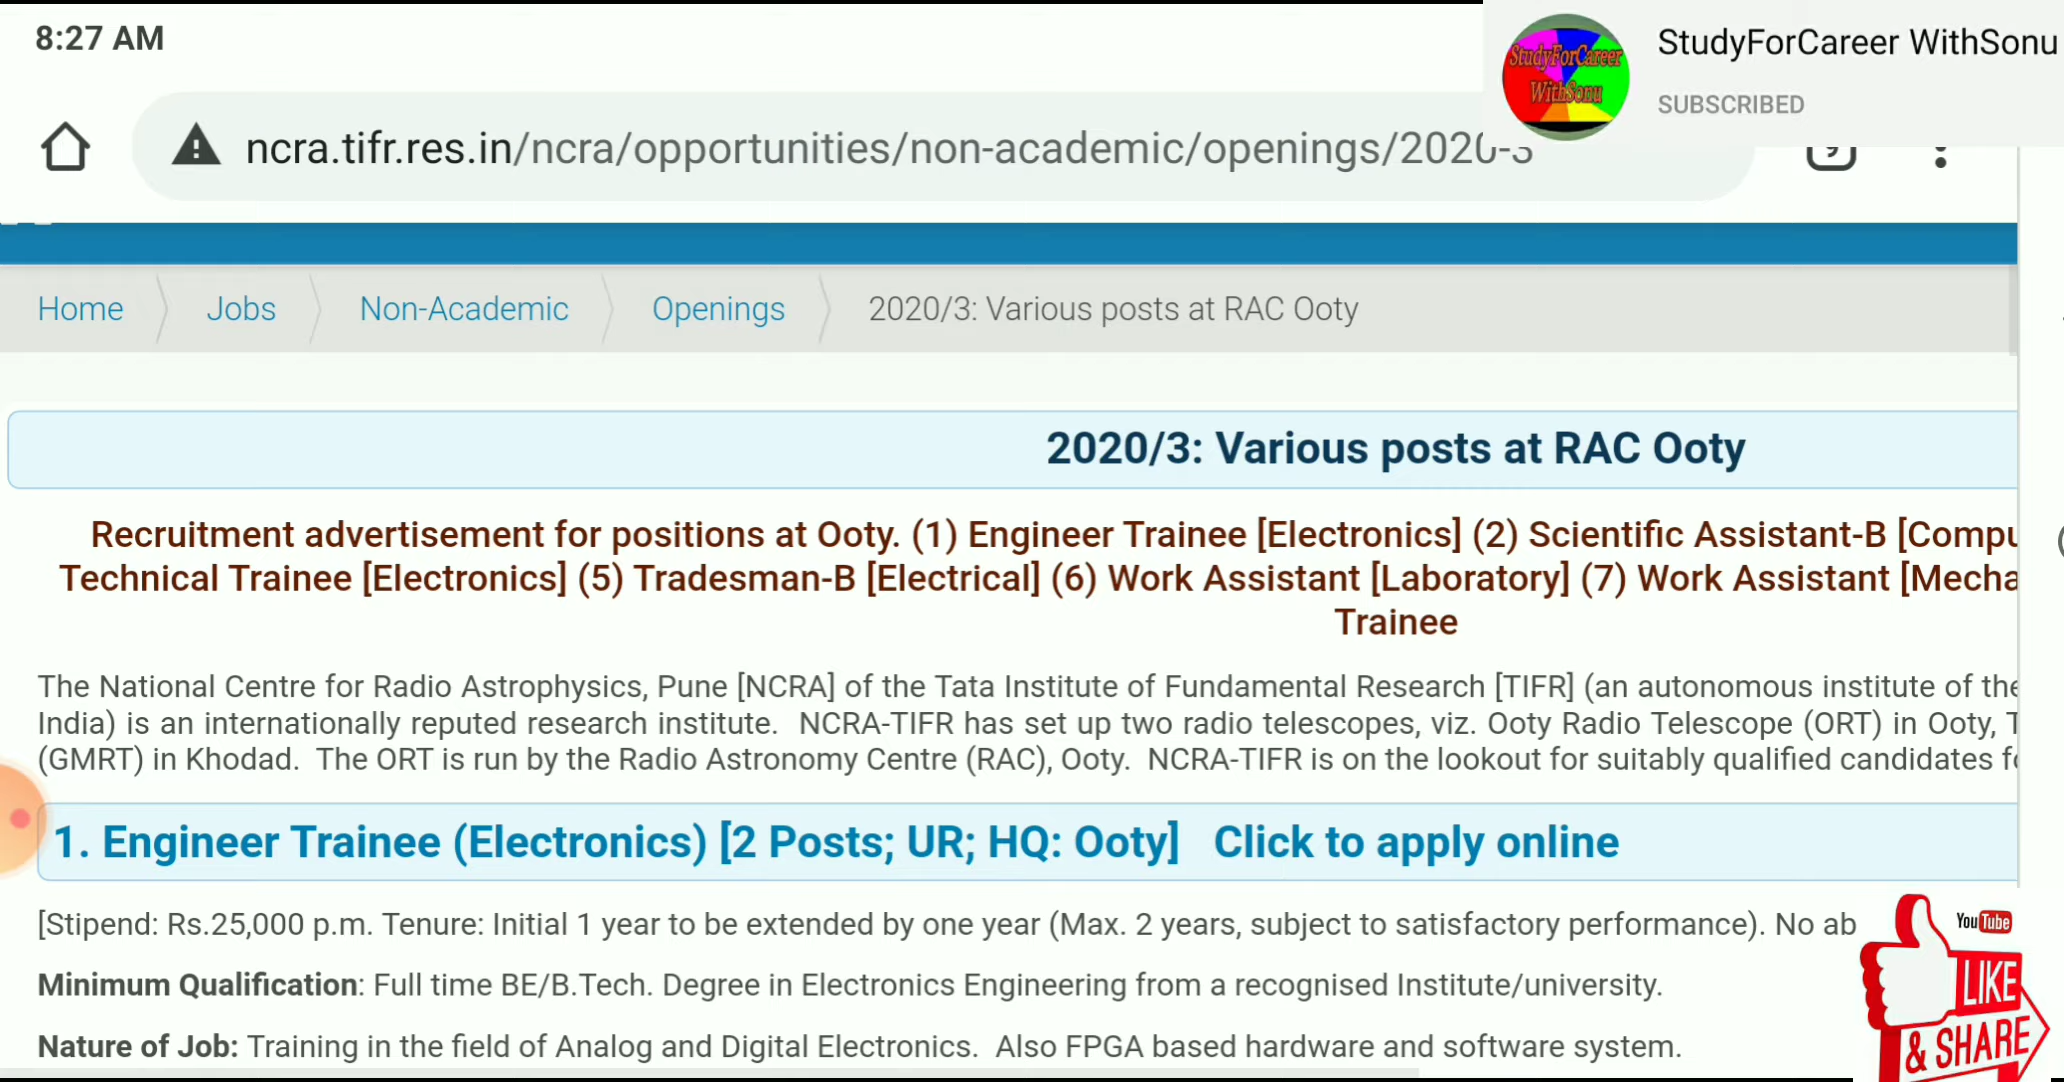 8:27 AM
StudyForCareer WithSonu
SUBSCRIBED
StudyForCareer
WithSonu
ncra.tifr.res.in/ncra/opportunities/non-academic/openings/2020-3
Home Jobs Non-Academic Openings 2020/3: Various posts at RAC Ooty
2020/3: Various posts at RAC Ooty
Recruitment advertisement for positions at Ooty. (1) Engineer Trainee [Electronics] (2) Scientific Assistant-B [Compu
Technical Trainee [Electronics] (5) Tradesman-B [Electrical] (6) Work Assistant [Laboratory] (7) Work Assistant [Mecha
Trainee
The National Centre for Radio Astrophysics, Pune [NCRA] of the Tata Institute of Fundamental Research [TIFR] (an autonomous institute of the
India) is an internationally reputed research institute. NCRA-TIFR has set up two radio telescopes, viz. Ooty Radio Telescope (ORT) in Ooty, T
(GMRT) in Khodad. The ORT is run by the Radio Astronomy Centre (RAC), Ooty. NCRA-TIFR is on the lookout for suitably qualified candidates fo
1. Engineer Trainee (Electronics) [2 Posts; UR; HQ: Ooty] Click to apply online
[Stipend: Rs.25,000 p.m. Tenure: Initial 1 year to be extended by one year (Max. 2 years, subject to satisfactory performance). No ab
Minimum Qualification: Full time BE/B.Tech. Degree in Electronics Engineering from a recognised Institute/university.
Nature of Job: Training in the field of Analog and Digital Electronics. Also FPGA based hardware and software system.
YouTube
LIKE
& SHARE